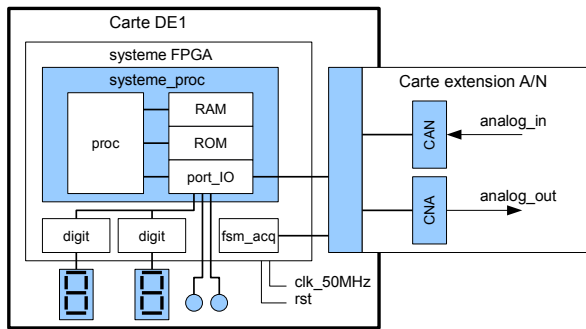 Carte DE1
systeme FPGA
systeme_proc
Carte extension A/N
proc
RAM
ROM
port_IO
CAN
analog_in
CNA
analog_out
digit
digit
fsm_acq
clk_50MHz
rst